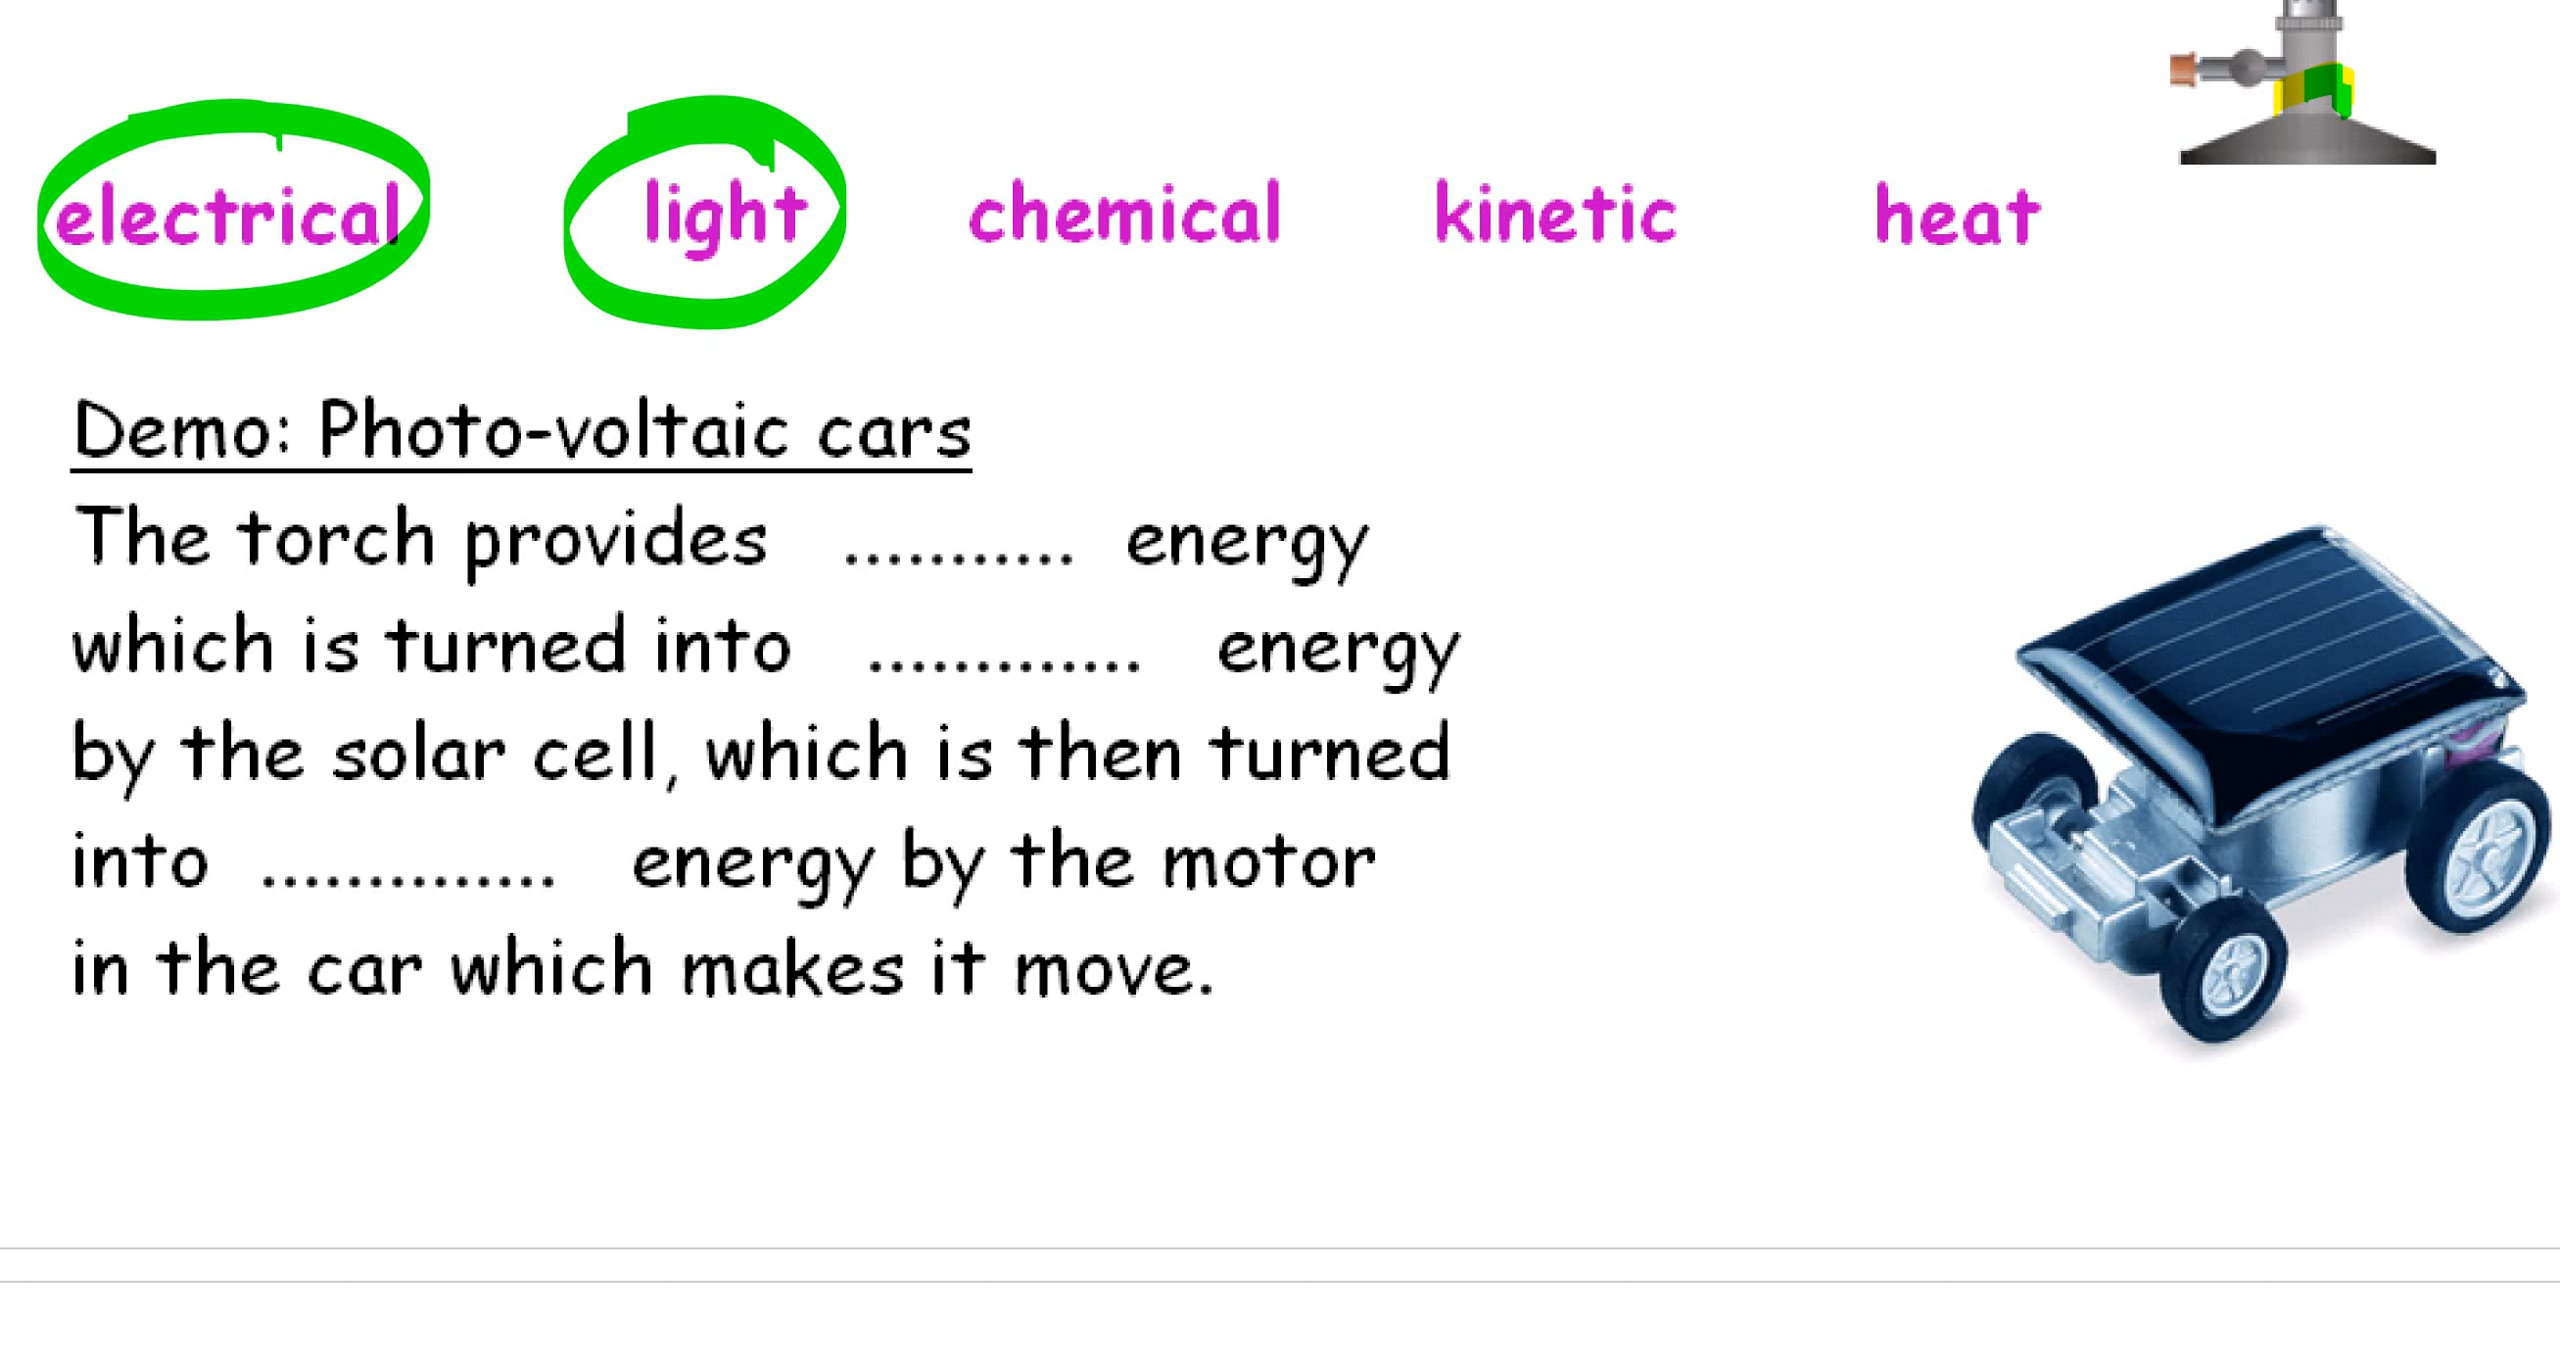 electrical light chemical kinetic heat
Demo: Photo-voltaic cars
The torch provides ........... energy
which is turned into ............. energy
by the solar cell, which is then turned
into .............. energy by the motor
in the car which makes it move.